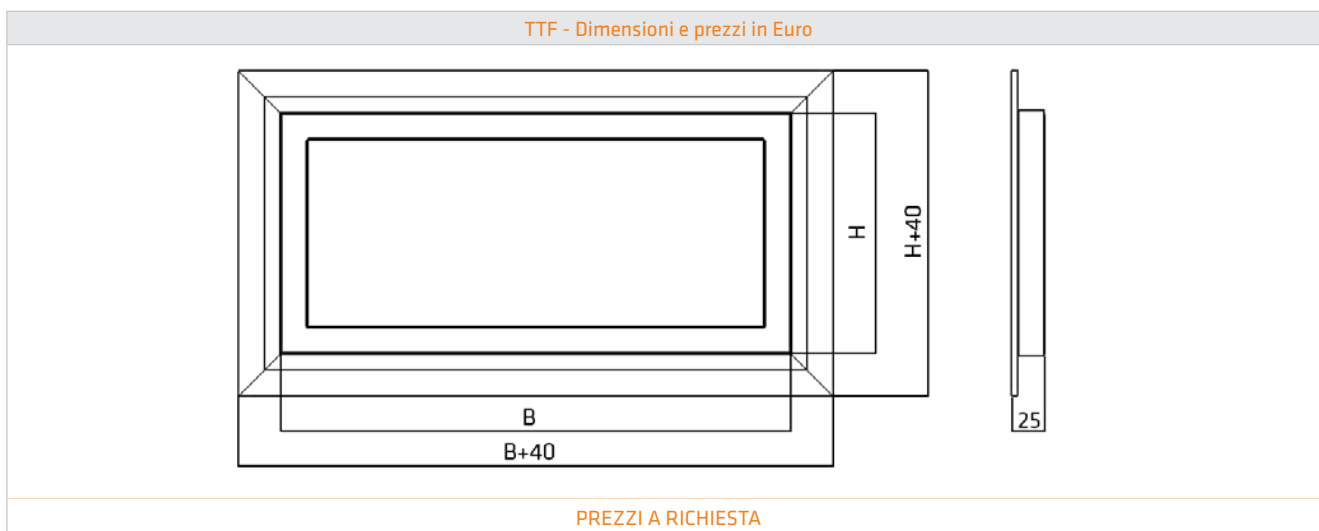 TTF - Dimensioni e prezzi in Euro
H
H+40
B
25
B+40
PREZZI A RICHIESTA